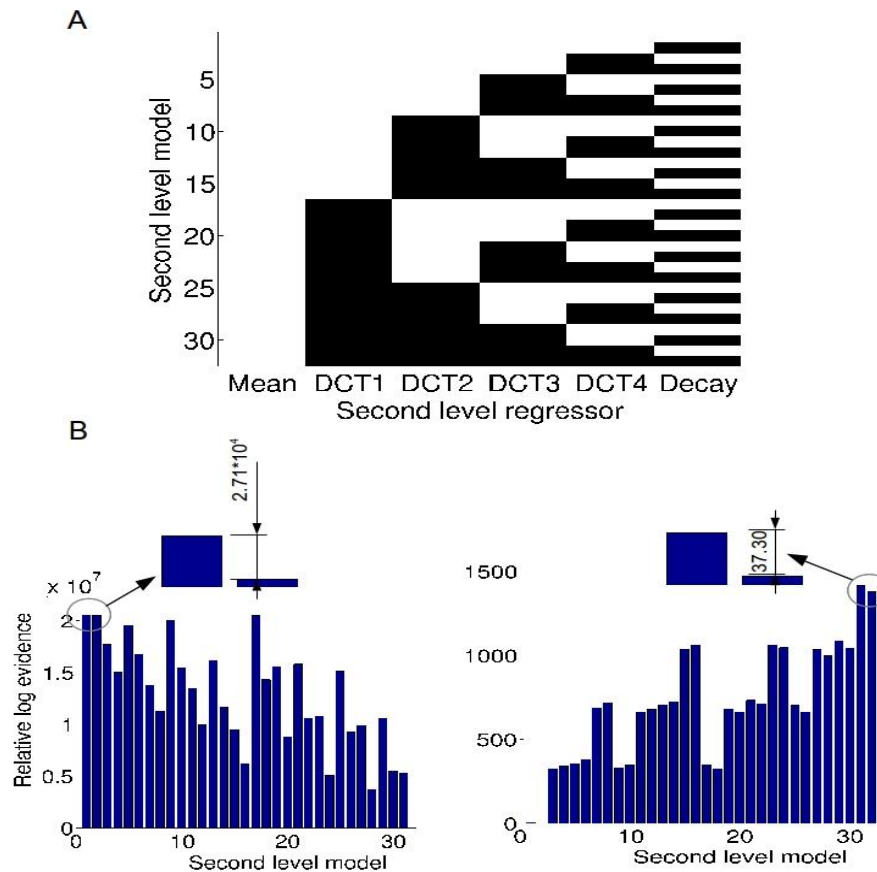 A
Second level model
5
10
15
20
25
30
Mean DCT1 DCT2 DCT3 DCT4 Decay
Second level regressor
B
2.71*10⁴
x 10⁷
Relative log evidence
2
1.5
1
0.5
0
0 10 20 30
Second level model
37.30
1500
1000
500
0
0 10 20 30
Second level model